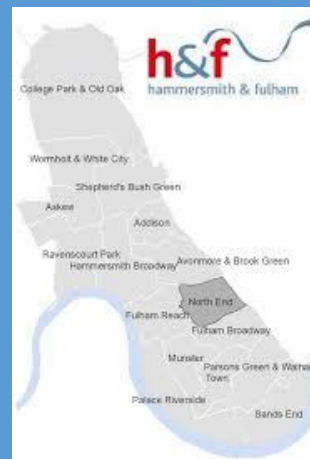 h&f
hammersmith & fulham
College Park & Old Oak
Wormholt & White City
Shepherd's Bush Green
Askew
Addison
Ravenscourt Park
Avonmore & Brook Green
Hammersmith Broadway
North End
Fulham Reach
Fulham Broadway
Munster
Parsons Green & Walham
Town
Palace Riverside
Sands End